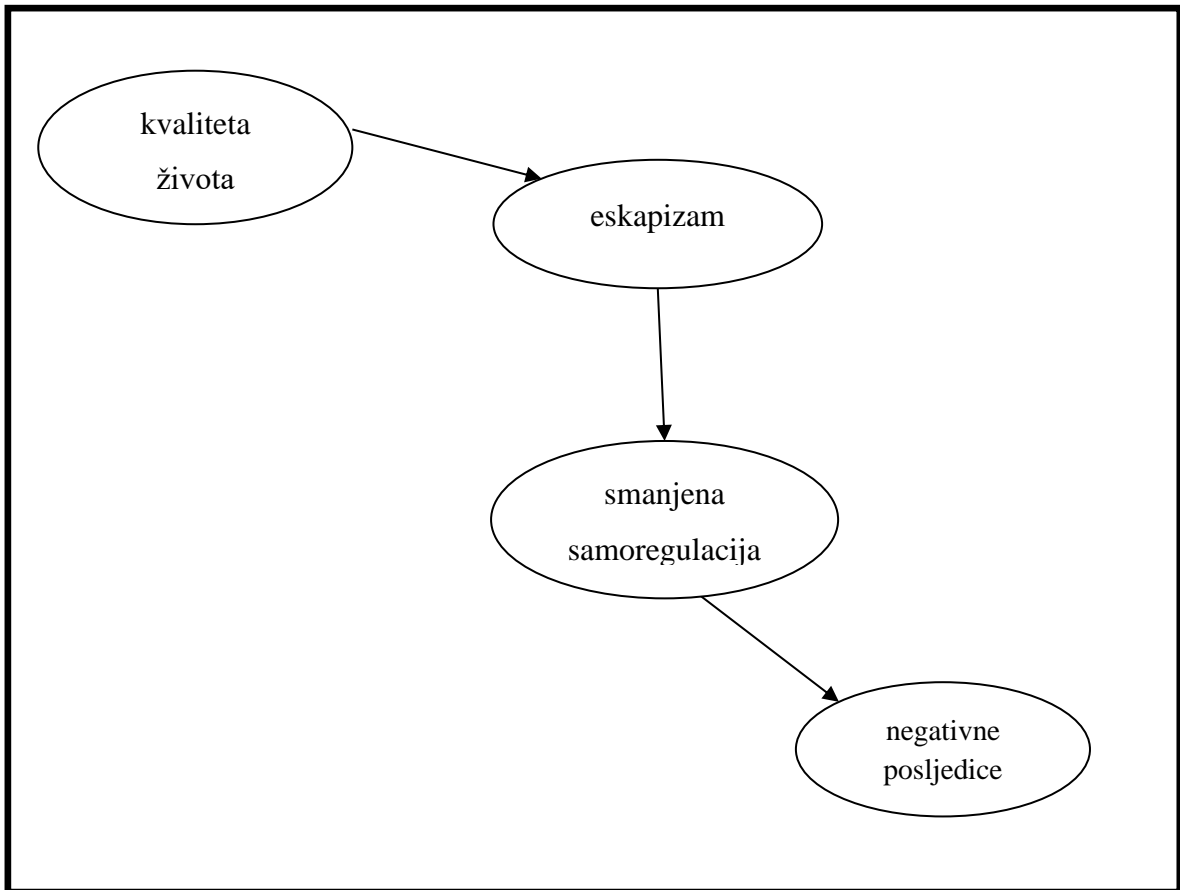 kvaliteta
života
eskapizam
smanjena
samoregulacija
negativne
posljedice